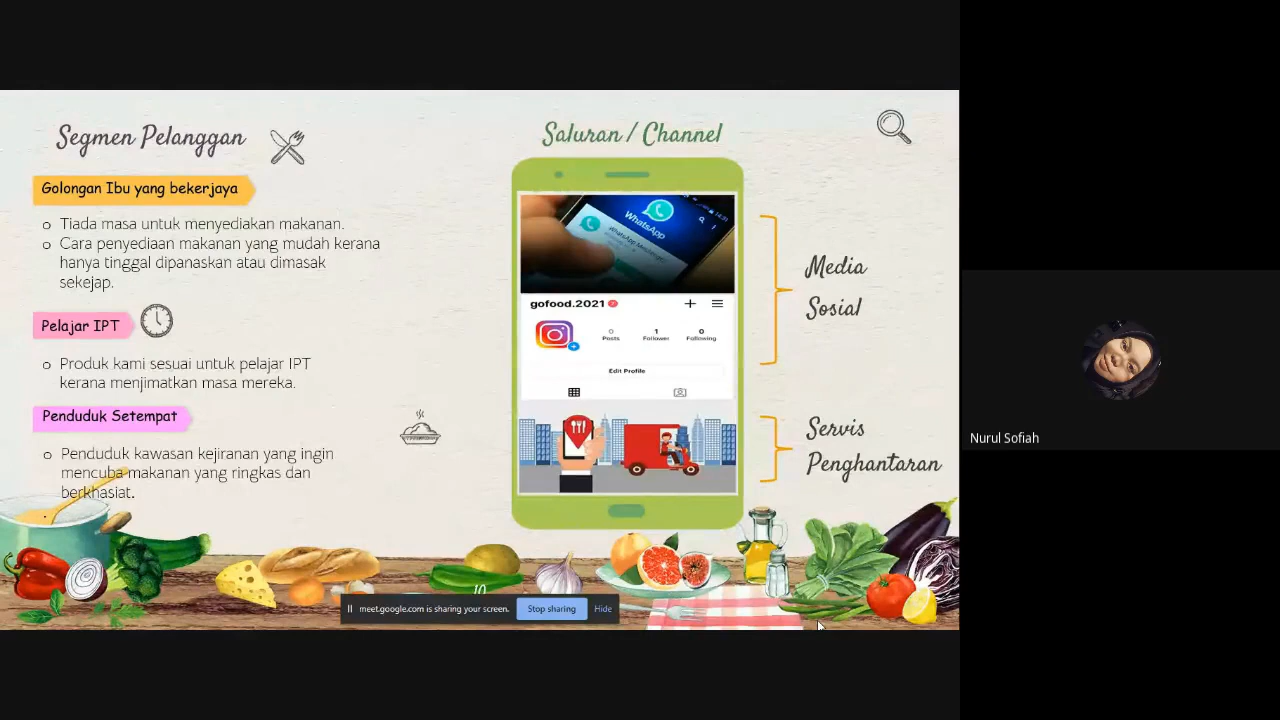 Segmen Pelanggan
Golongan Ibu yang bekerjaya
o Tiada masa untuk menyediakan makanan.
o Cara penyediaan makanan yang mudah kerana
hanya tinggal dipanaskan atau dimasak
sekejap.
Pelajar IPT
o Produk kami sesuai untuk pelajar IPT
kerana menjimatkan masa mereka.
Penduduk Setempat
o Penduduk kawasan kejiranan yang ingin
mencuba makanan yang ringkas dan
berkhasiat.
Saluran / Channel
WhatsApp
WhatsApp Messenger
gofood.2021
0 1 0
Posts Follower Following
Edit Profile
Media
Sosial
Servis
Penghantaran
10
meet.google.com is sharing your screen. Stop sharing Hide
Nurul Sofiah